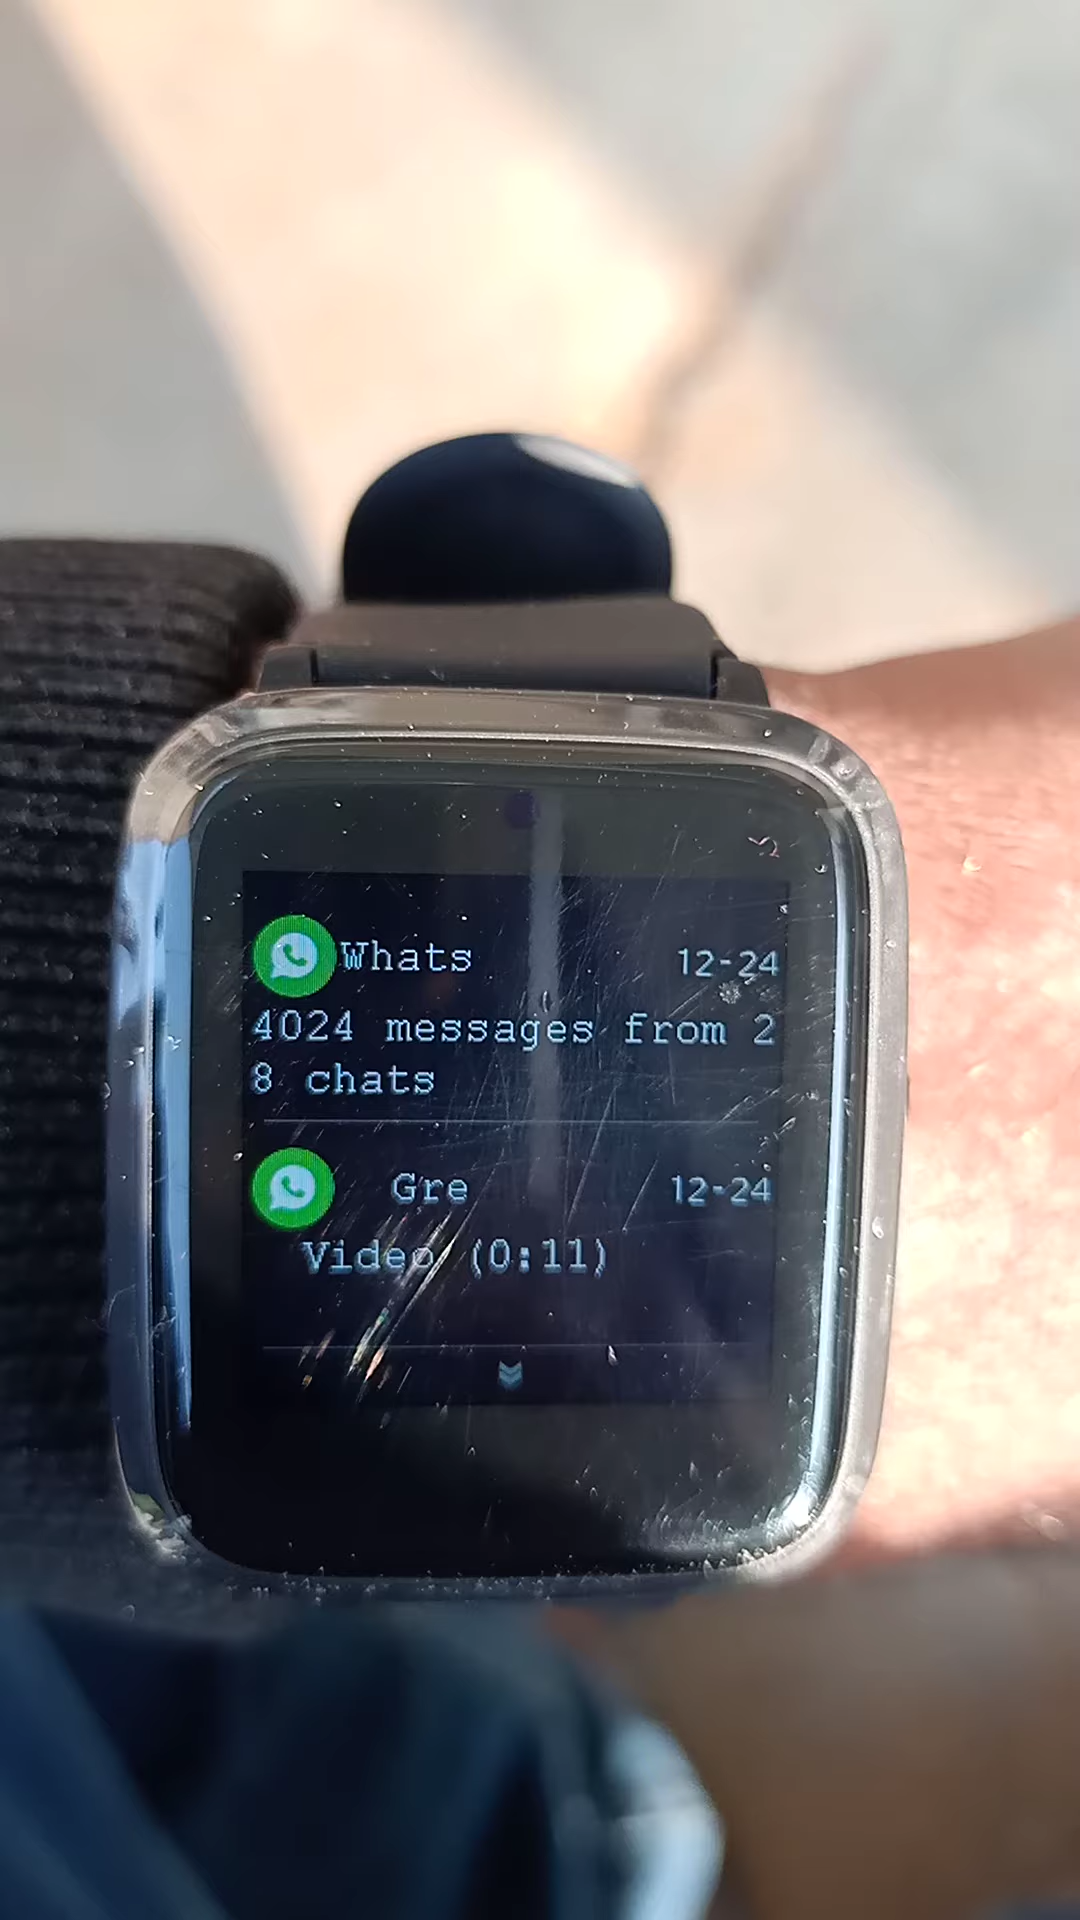 Whats 12-24
4024 messages from 2
8 chats
Gre 12-24
Video (0:11)